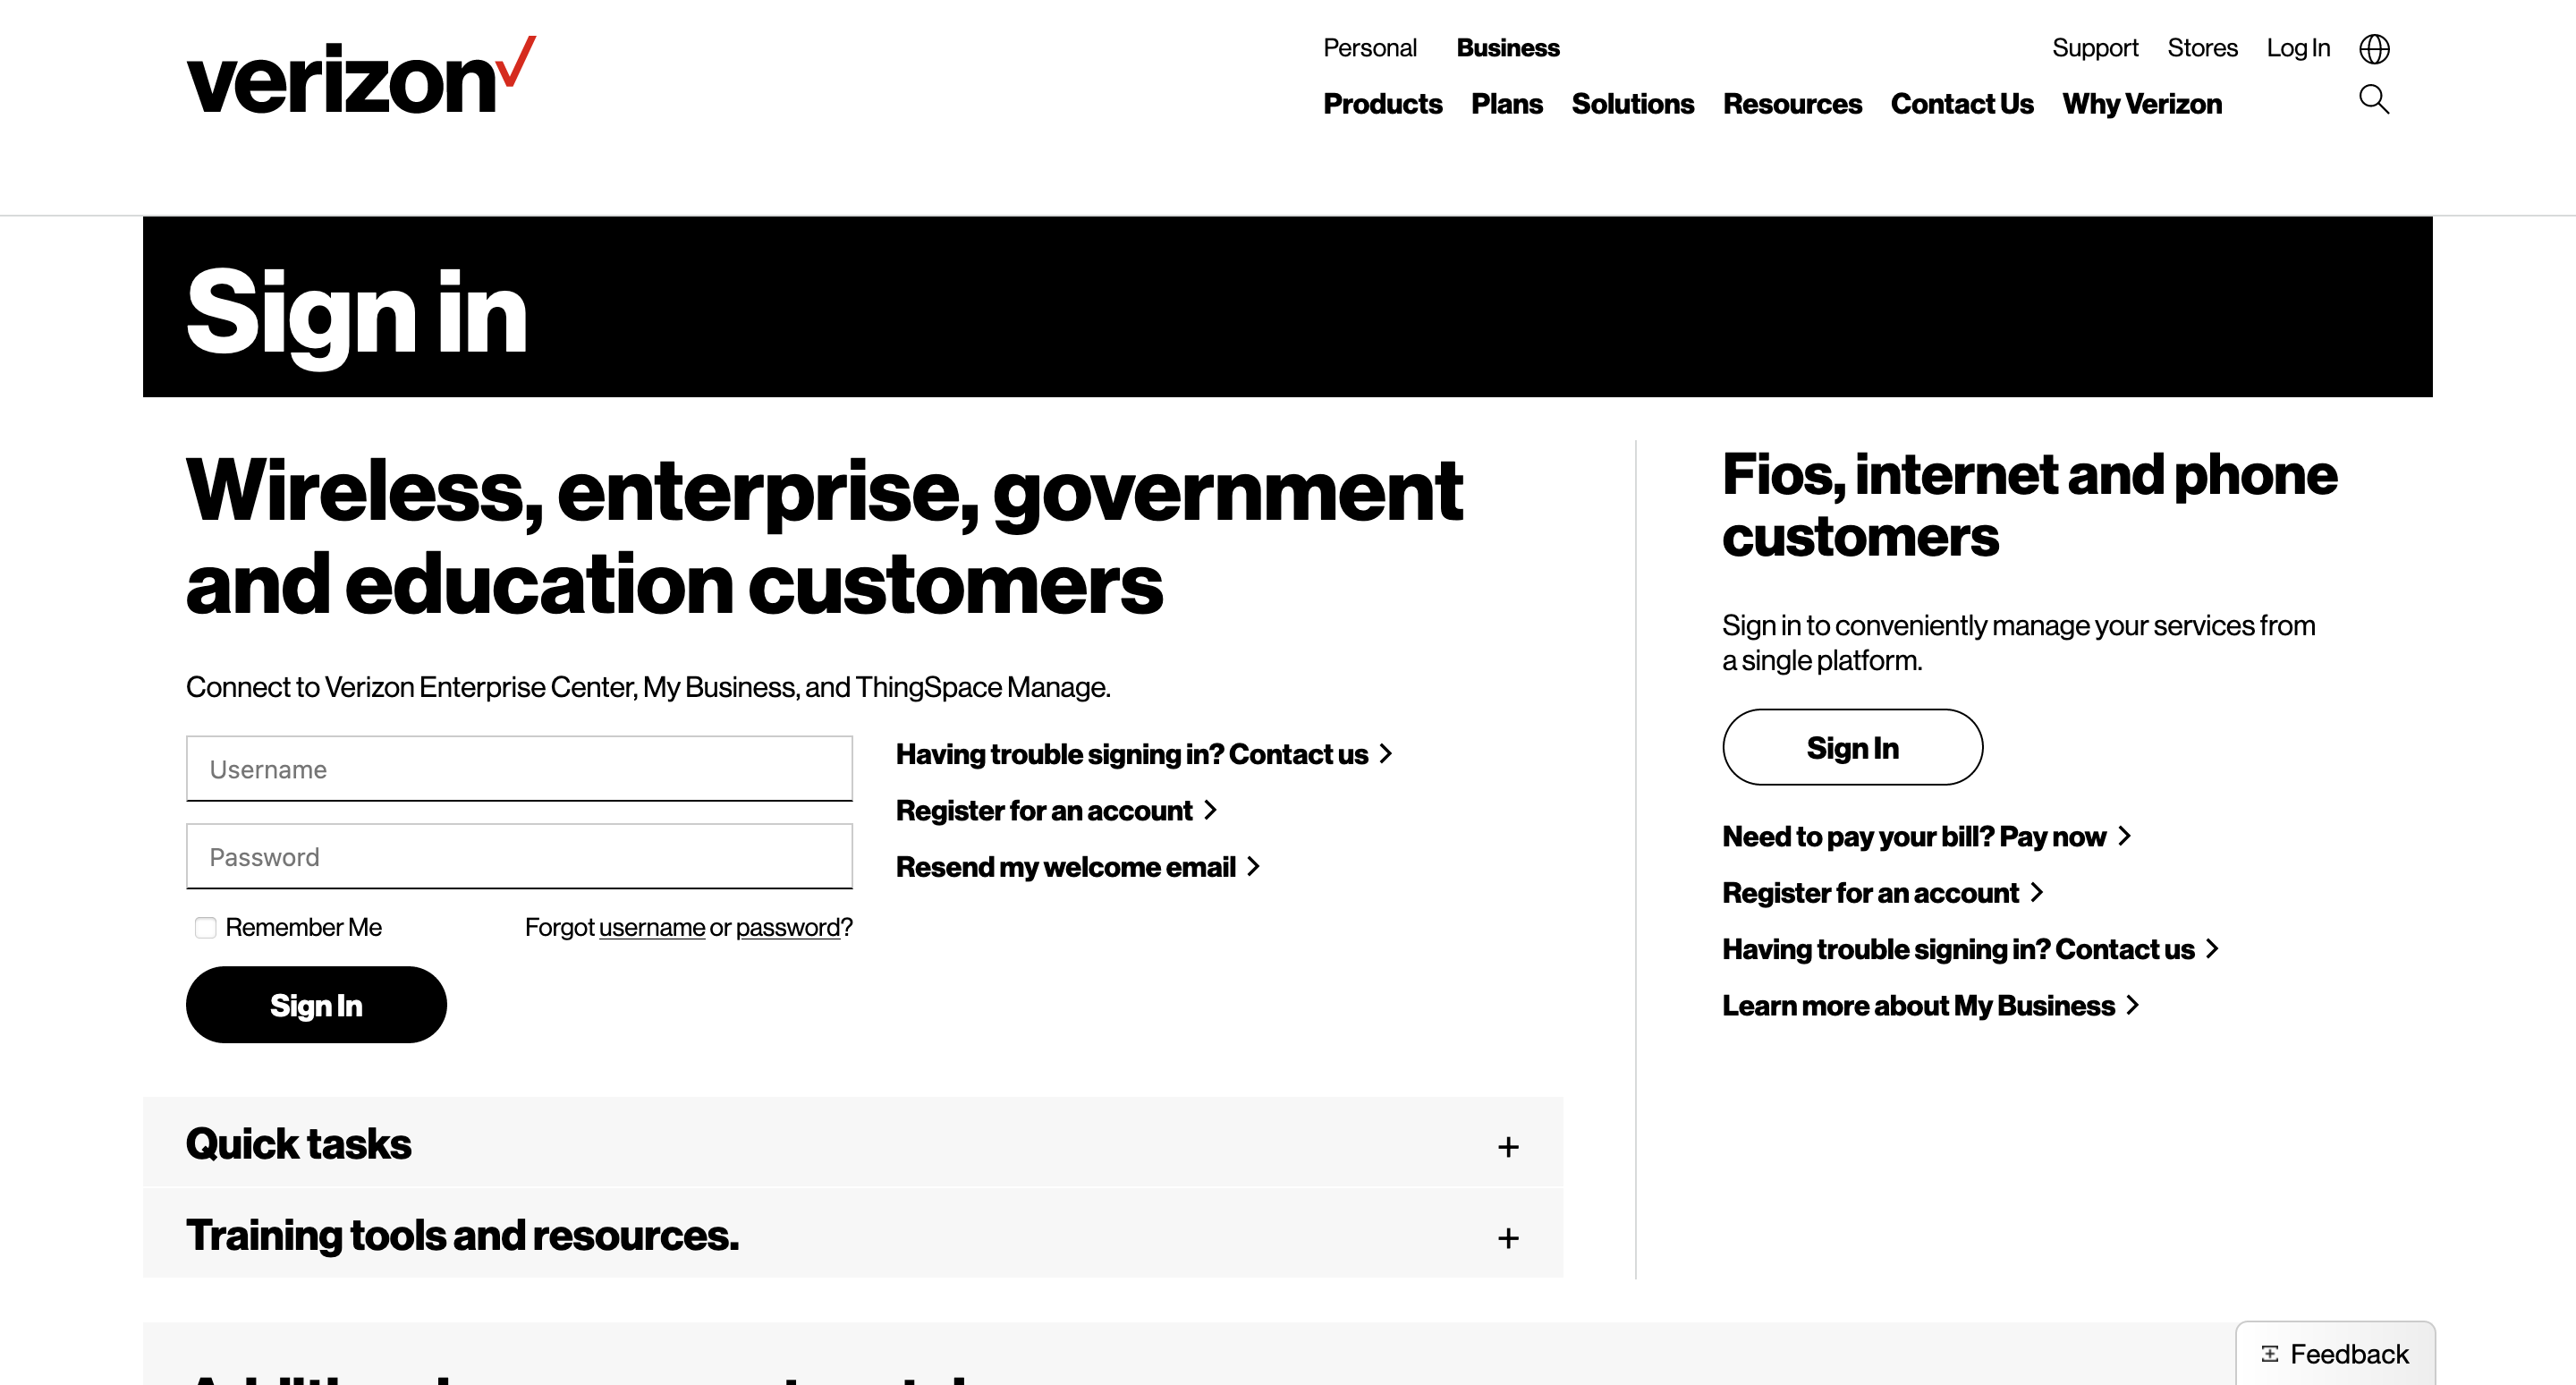 verizon
Personal Business
Support Stores Log In
Products Plans Solutions Resources Contact Us Why Verizon
Sign in
Wireless, enterprise, government
and education customers
Connect to Verizon Enterprise Center, My Business, and ThingSpace Manage.
Username
Password
Remember Me
Forgot username or password?
Sign In
Having trouble signing in? Contact us
Register for an account
Resend my welcome email
Quick tasks
Training tools and resources.
Fios, internet and phone
customers
Sign in to conveniently manage your services from
a single platform.
Sign In
Need to pay your bill? Pay now
Register for an account
Having trouble signing in? Contact us
Learn more about My Business
Feedback